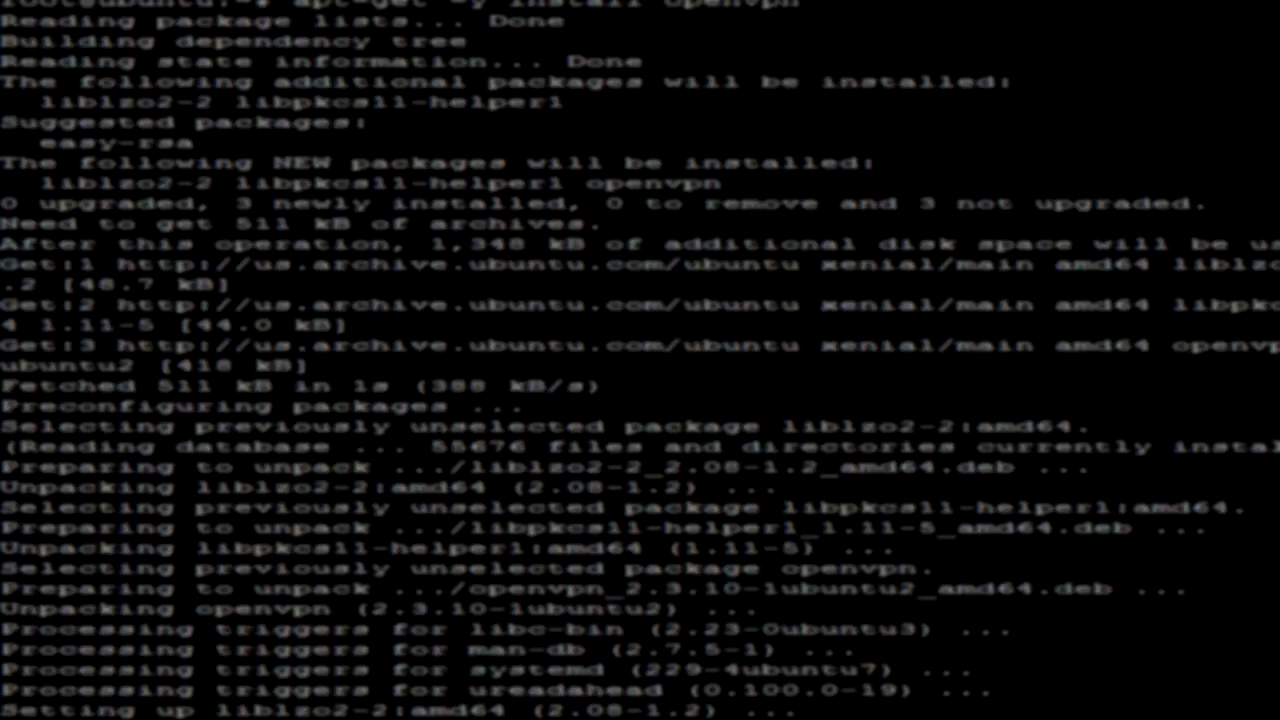 root@ubuntu:~# apt-get -y install openvpn
Reading package lists... Done
Building dependency tree
Reading state information... Done
The following additional packages will be installed:
liblzo2-2 libpkcs11-helper1
Suggested packages:
easy-rsa
The following NEW packages will be installed:
liblzo2-2 libpkcs11-helper1 openvpn
0 upgraded, 3 newly installed, 0 to remove and 3 not upgraded.
Need to get 511 kB of archives.
After this operation, 1,348 kB of additional disk space will be us
Get:1 http://us.archive.ubuntu.com/ubuntu xenial/main amd64 liblzo
.2 [48.7 kB]
Get:2 http://us.archive.ubuntu.com/ubuntu xenial/main amd64 libpkc
4 1.11-5 [44.0 kB]
Get:3 http://us.archive.ubuntu.com/ubuntu xenial/main amd64 openvp
ubuntu2 [418 kB]
Fetched 511 kB in 1s (388 kB/s)
Preconfiguring packages ...
Selecting previously unselected package liblzo2-2:amd64.
(Reading database ... 55676 files and directories currently instal
Preparing to unpack .../liblzo2-2_2.08-1.2_amd64.deb ...
Unpacking liblzo2-2:amd64 (2.08-1.2) ...
Selecting previously unselected package libpkcs11-helper1:amd64.
Preparing to unpack .../libpkcs11-helper1_1.11-5_amd64.deb ...
Unpacking libpkcs11-helper1:amd64 (1.11-5) ...
Selecting previously unselected package openvpn.
Preparing to unpack .../openvpn_2.3.10-1ubuntu2_amd64.deb ...
Unpacking openvpn (2.3.10-1ubuntu2) ...
Processing triggers for libc-bin (2.23-0ubuntu3) ...
Processing triggers for man-db (2.7.5-1) ...
Processing triggers for systemd (229-4ubuntu7) ...
Processing triggers for ureadahead (0.100.0-19) ...
Setting up liblzo2-2:amd64 (2.08-1.2) ...